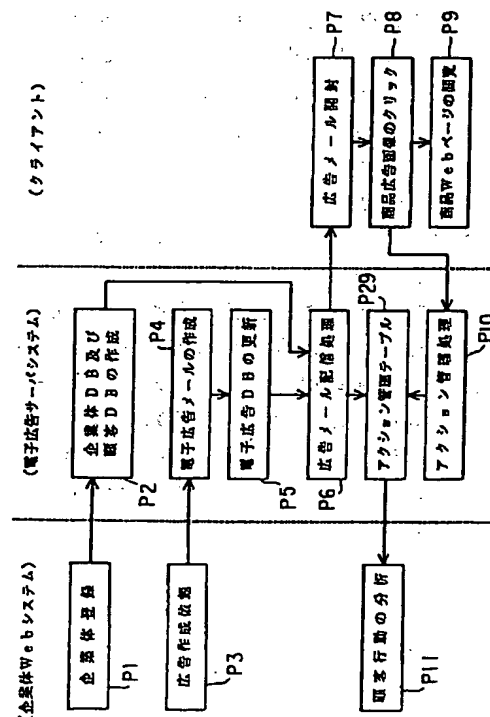 (企業体Webシステム)
(電子広告サーバシステム)
(クライアント)
企業体登録
P1
企業体DB及び
顧客DBの作成
P2
広告作成依頼
P3
電子広告メールの作成
P4
電子広告DBの更新
P5
広告メール配信処理
P6
広告メール開封
P7
商品広告画像のクリック
P8
商品Webページの閲覧
P9
アクション管理テーブル
P29
アクション管理処理
P10
顧客行動の分析
P11